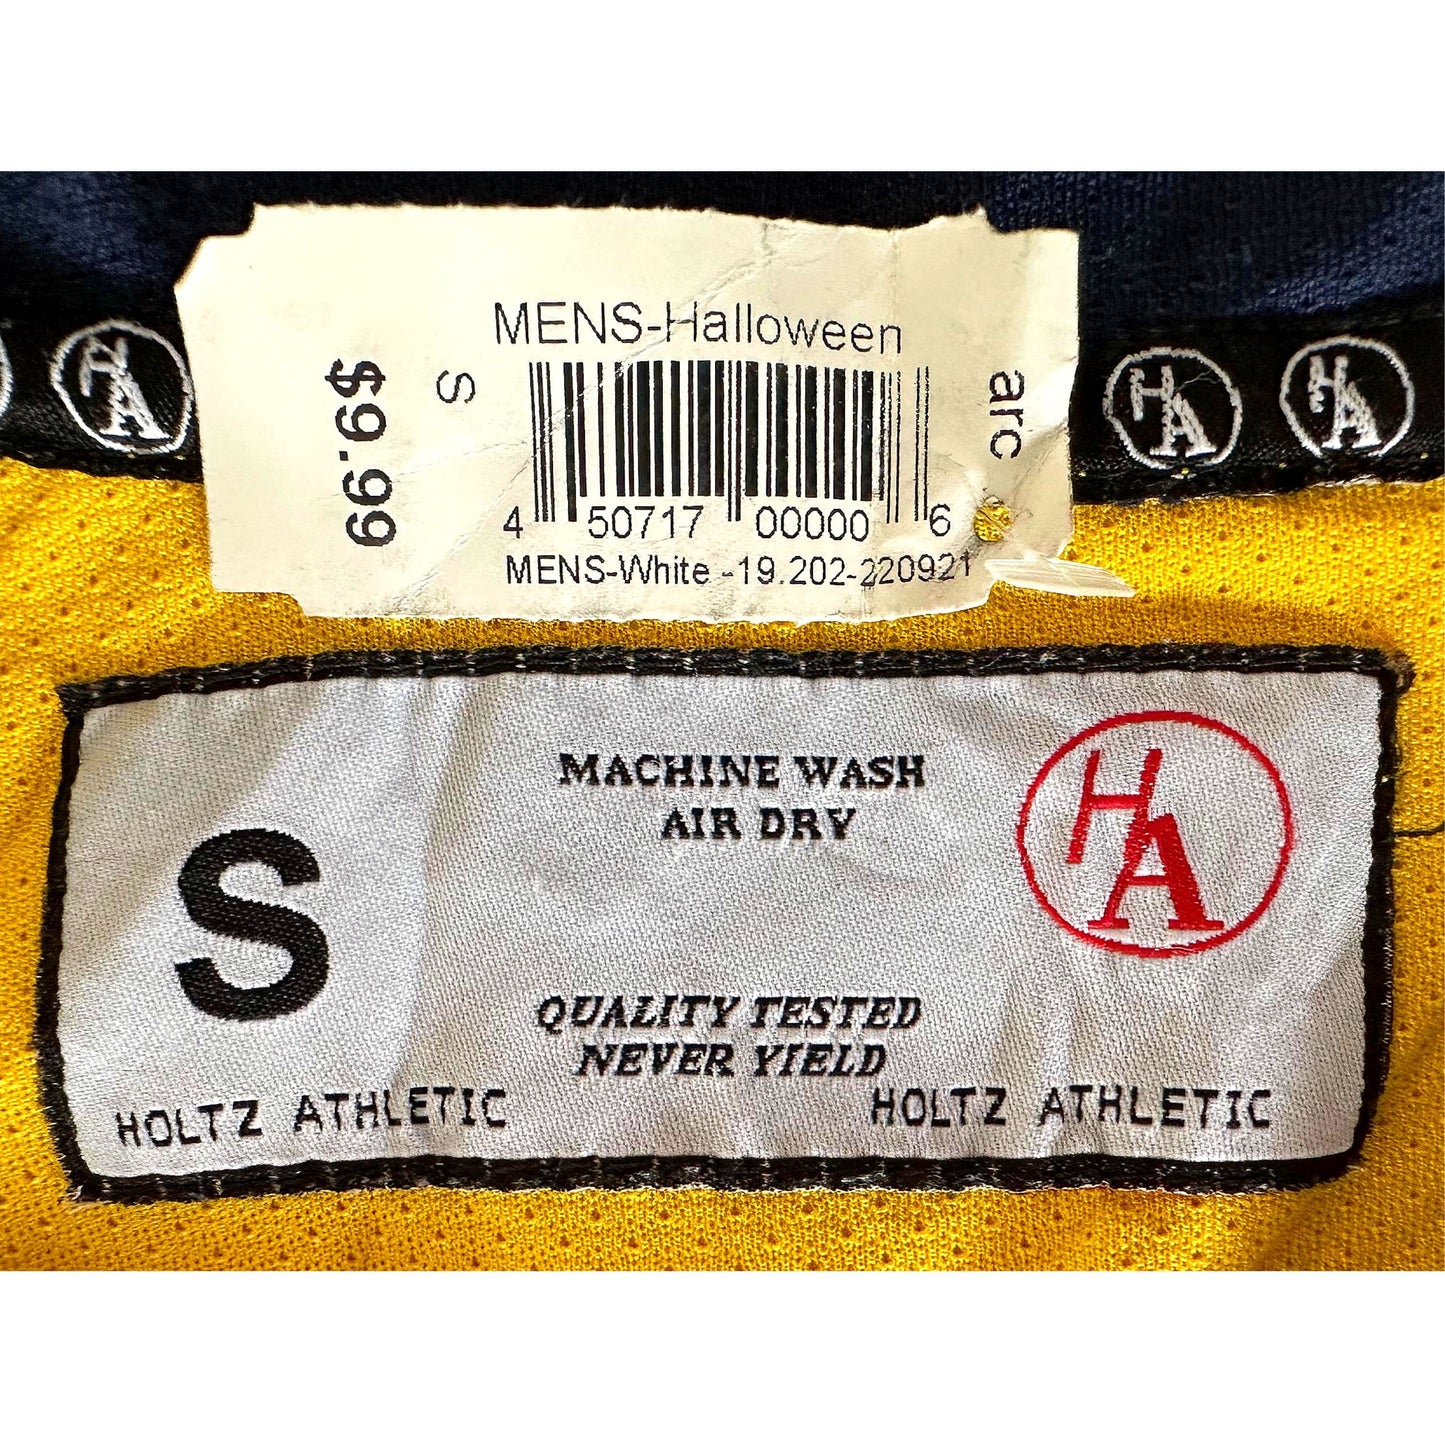 MENS-Halloween
$9.99
S
arc
4 50717 00000 6
MENS-White -19.202-220921
HA
HA
HA
MACHINE WASH
AIR DRY
HA
S
QUALITY TESTED
NEVER YIELD
HOLTZ ATHLETIC
HOLTZ ATHLETIC